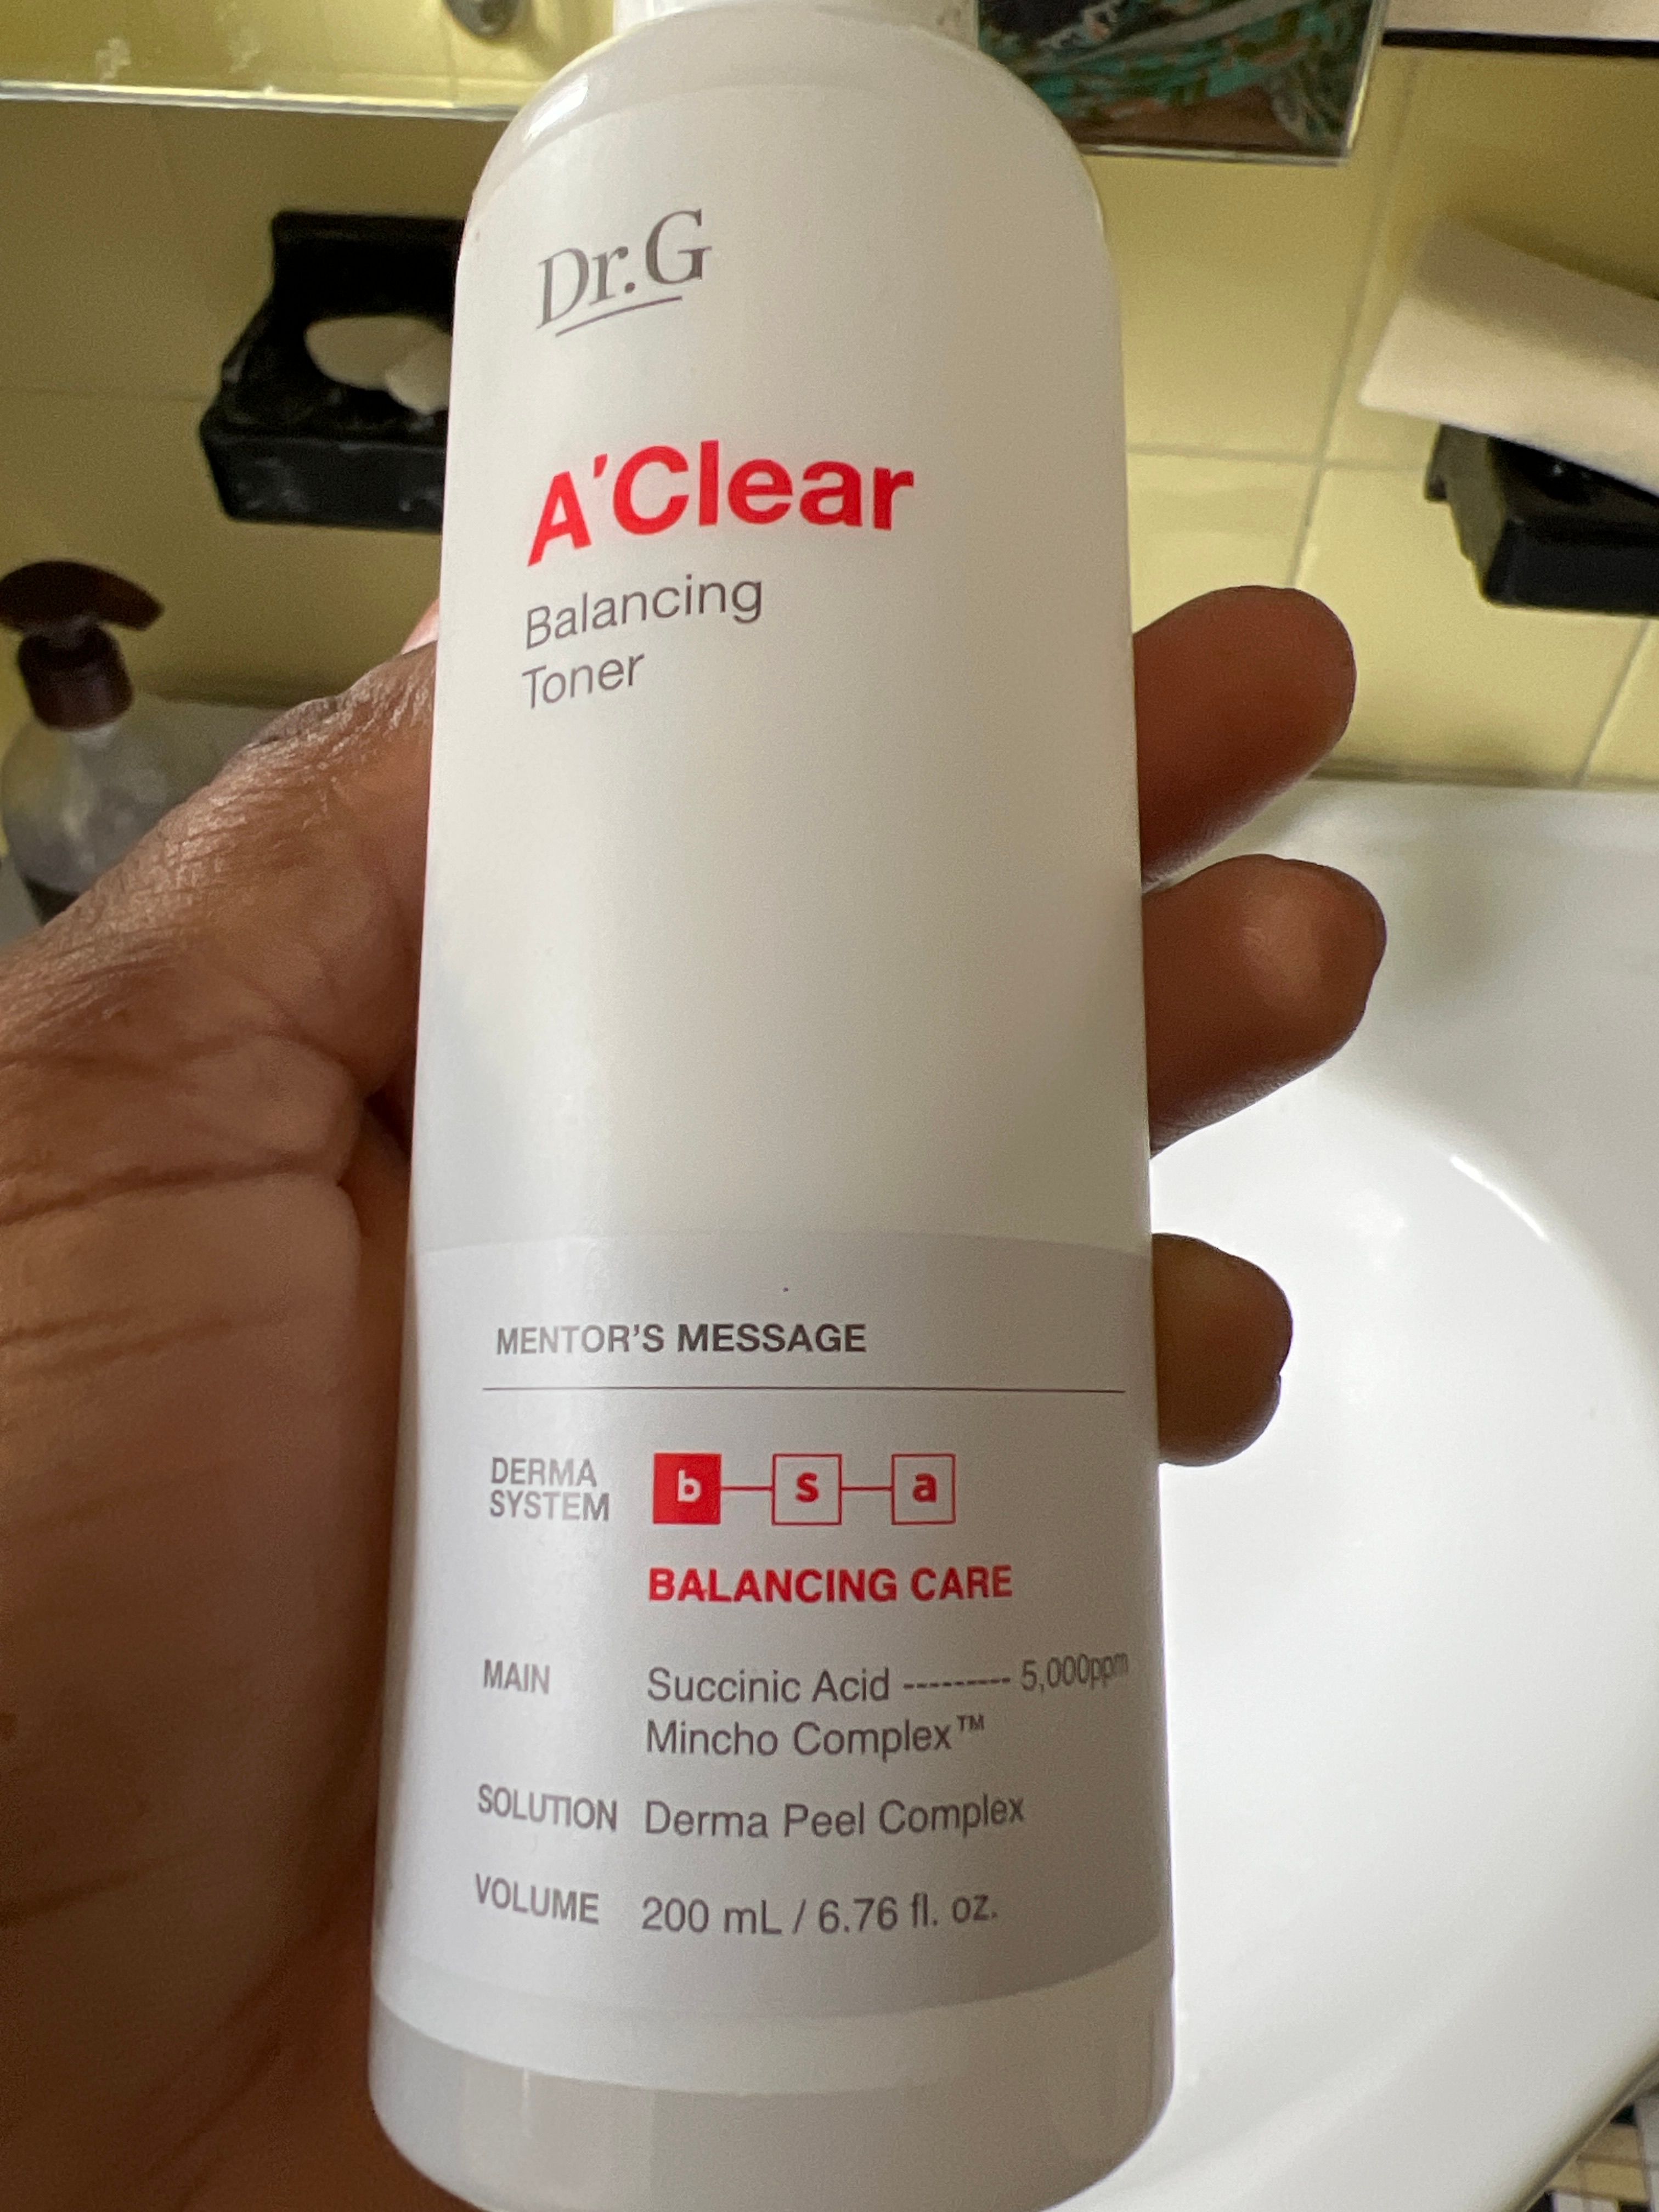 Dr.G
A'Clear
Balancing
Toner
MENTOR'S MESSAGE
DERMA
SYSTEM
b s a
BALANCING CARE
MAIN Succinic Acid --------- 5,000ppm
Mincho Complex™
SOLUTION Derma Peel Complex
VOLUME 200 mL / 6.76 fl. oz.